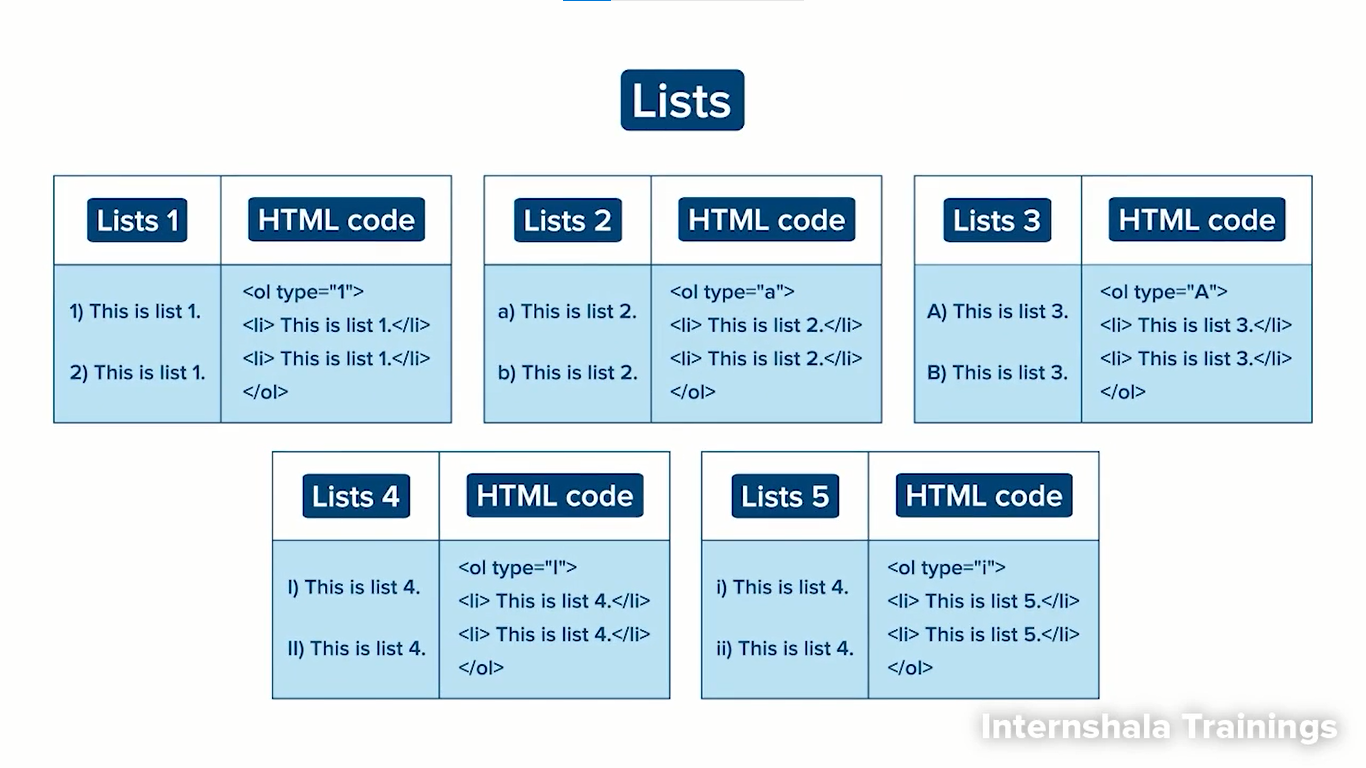 Lists
Lists 1
HTML code
1) This is list 1.
2) This is list 1.
<ol type="1">
<li> This is list 1.</li>
<li> This is list 1.</li>
</ol>
Lists 2
HTML code
a) This is list 2.
b) This is list 2.
<ol type="a">
<li> This is list 2.</li>
<li> This is list 2.</li>
</ol>
Lists 3
HTML code
A) This is list 3.
B) This is list 3.
<ol type="A">
<li> This is list 3.</li>
<li> This is list 3.</li>
</ol>
Lists 4
HTML code
I) This is list 4.
II) This is list 4.
<ol type="I">
<li> This is list 4.</li>
<li> This is list 4.</li>
</ol>
Lists 5
HTML code
i) This is list 4.
ii) This is list 4.
<ol type="i">
<li> This is list 5.</li>
<li> This is list 5.</li>
</ol>
Internshala Trainings